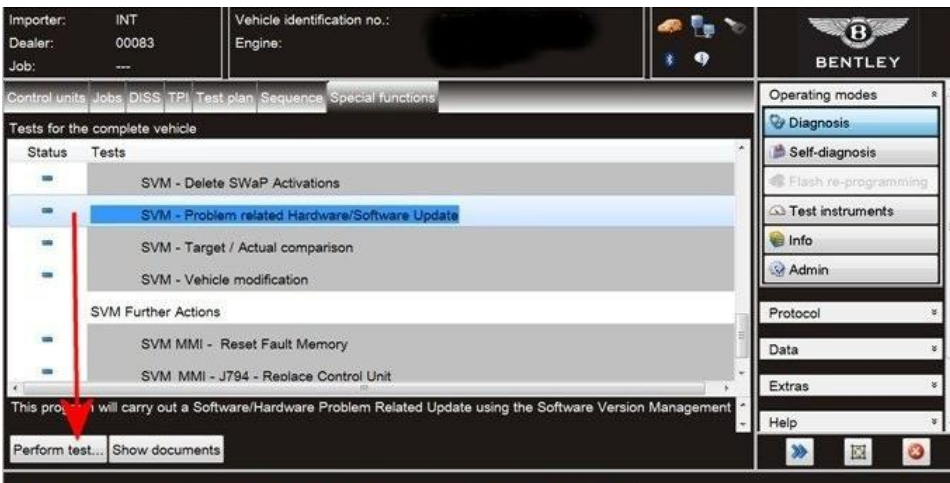 Importer: INT
Dealer: 00083
Job: ---
Vehicle identification no.:
Engine:
B
BENTLEY
Control units Jobs DISS TPI Test plan Sequence Special functions
Tests for the complete vehicle
Status Tests
SVM - Delete SWaP Activations
SVM - Problem related Hardware/Software Update
SVM - Target / Actual comparison
SVM - Vehicle modification
SVM Further Actions
SVM MMI - Reset Fault Memory
SVM MMI - J794 - Replace Control Unit
This program will carry out a Software/Hardware Problem Related Update using the Software Version Management
Perform test... Show documents
Operating modes
Diagnosis
Self-diagnosis
Flash re-programming
Test instruments
Info
Admin
Protocol
Data
Extras
Help